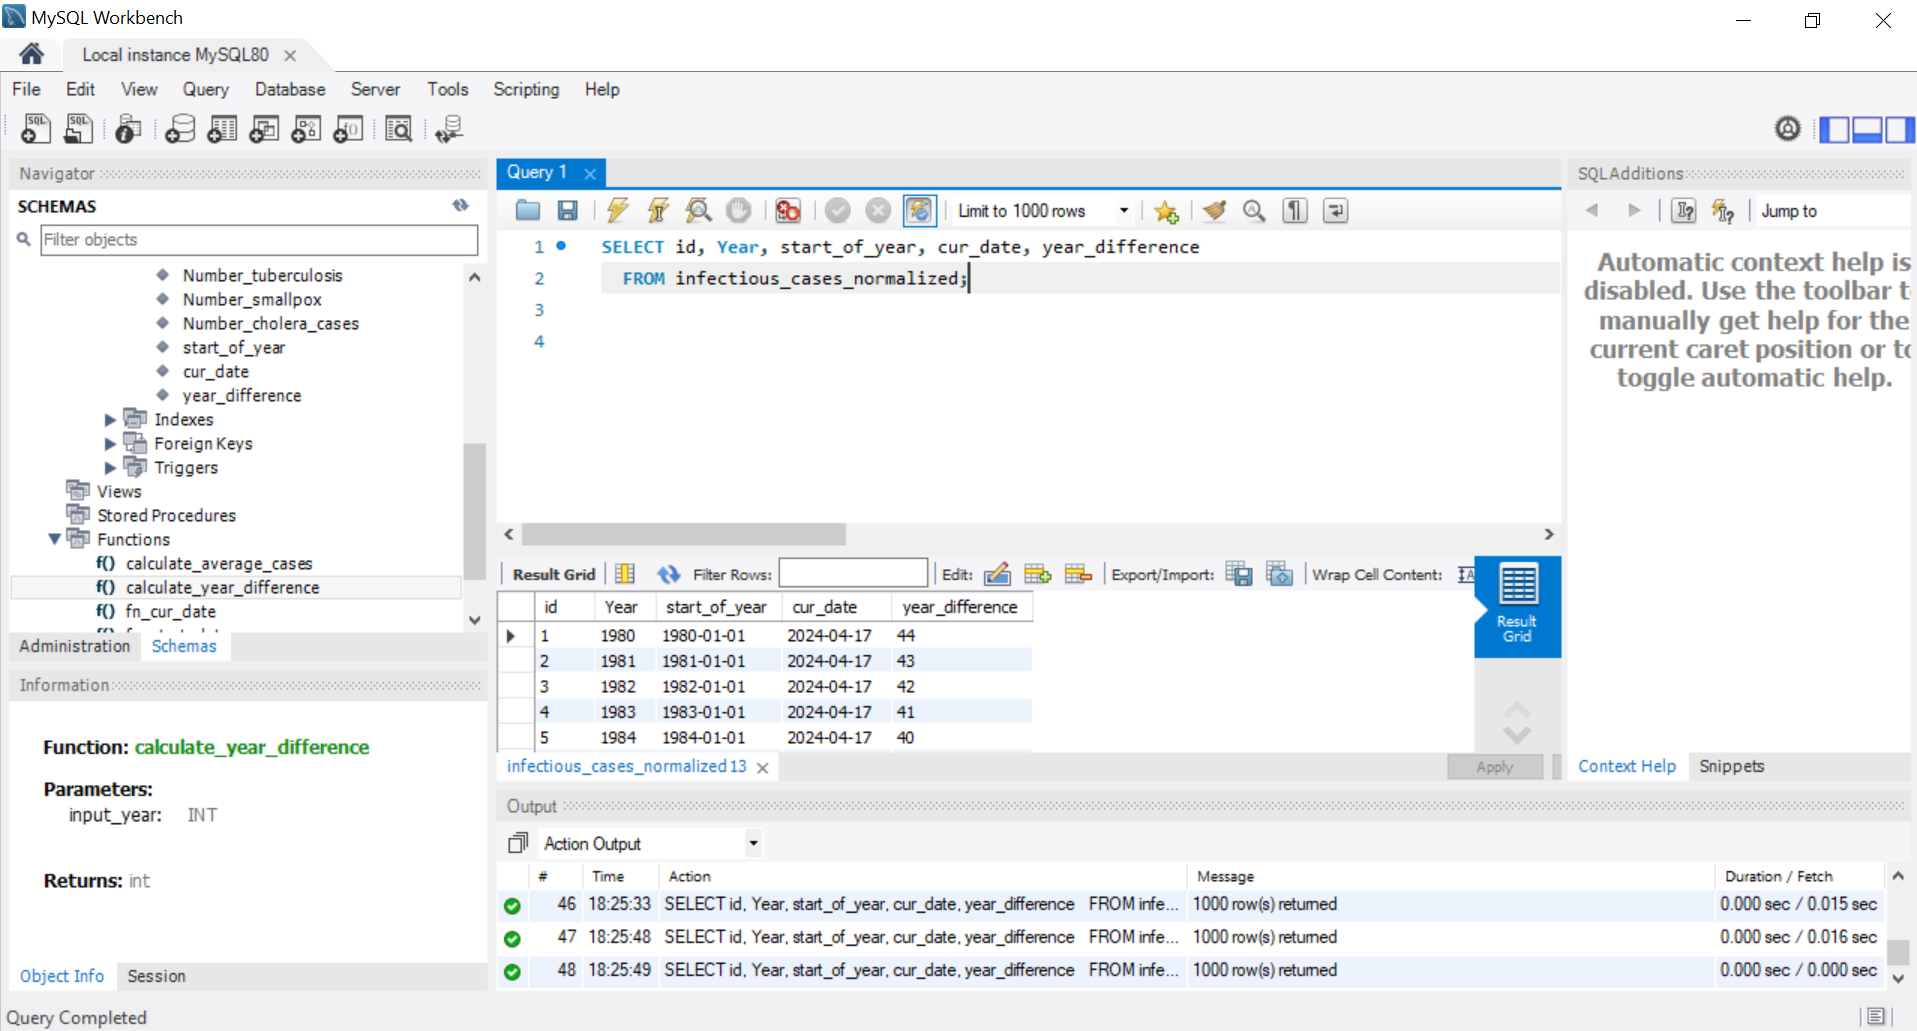 MySQL Workbench
Local instance MySQL80
File Edit View Query Database Server Tools Scripting Help
Navigator
SCHEMAS
Filter objects
Number_tuberculosis
Number_smallpox
Number_cholera_cases
start_of_year
cur_date
year_difference
Indexes
Foreign Keys
Triggers
Views
Stored Procedures
Functions
f() calculate_average_cases
f() calculate_year_difference
f() fn_cur_date
Administration Schemas
Information
Function: calculate_year_difference
Parameters:
input_year: INT
Returns: int
Object Info Session
Query Completed
Query 1
Limit to 1000 rows
1 SELECT id, Year, start_of_year, cur_date, year_difference
2 FROM infectious_cases_normalized;
3
4
Result Grid Filter Rows: Edit: Export/Import: Wrap Cell Content:
id Year start_of_year cur_date year_difference
1 1980 1980-01-01 2024-04-17 44
2 1981 1981-01-01 2024-04-17 43
3 1982 1982-01-01 2024-04-17 42
4 1983 1983-01-01 2024-04-17 41
5 1984 1984-01-01 2024-04-17 40
Result
Grid
infectious_cases_normalized 13
Apply
SQLAdditions
Jump to
Automatic context help is
disabled. Use the toolbar t
manually get help for the
current caret position or to
toggle automatic help.
Context Help Snippets
Output
Action Output
# Time Action Message Duration / Fetch
46 18:25:33 SELECT id, Year, start_of_year, cur_date, year_difference FROM infe... 1000 row(s) returned 0.000 sec / 0.015 sec
47 18:25:48 SELECT id, Year, start_of_year, cur_date, year_difference FROM infe... 1000 row(s) returned 0.000 sec / 0.016 sec
48 18:25:49 SELECT id, Year, start_of_year, cur_date, year_difference FROM infe... 1000 row(s) returned 0.000 sec / 0.000 sec